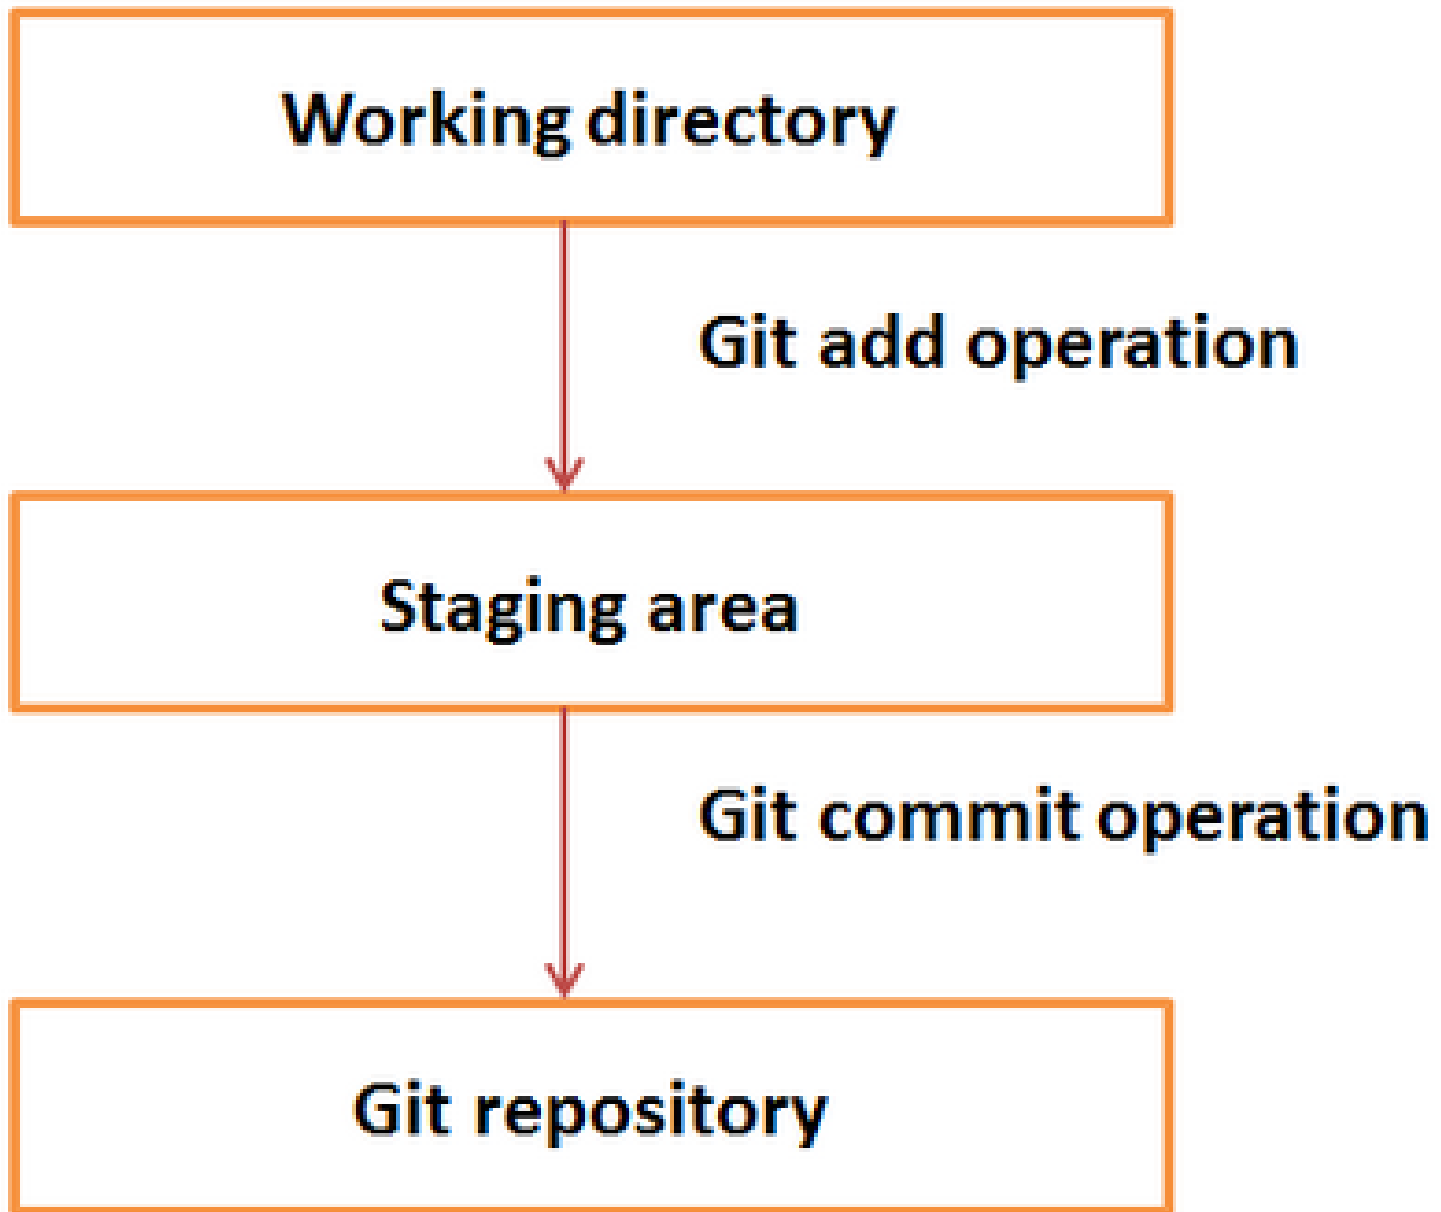 Working directory
Git add operation
Staging area
Git commit operation
Git repository